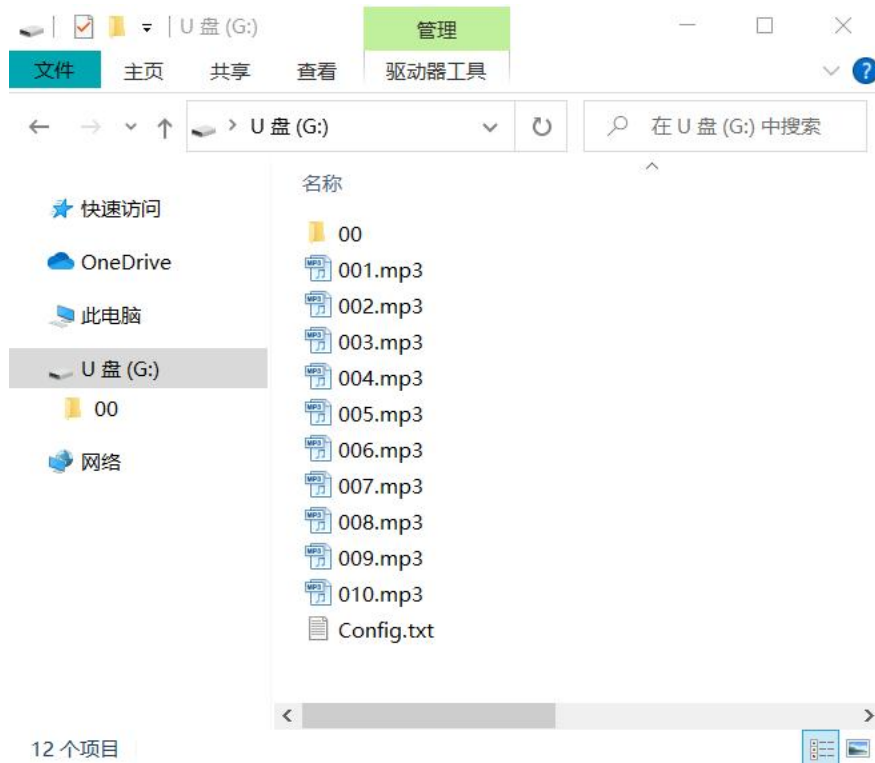 U 盘 (G:)
管理
文件 主页 共享 查看 驱动器工具
U 盘 (G:)
在 U 盘 (G:) 中搜索
快速访问
OneDrive
此电脑
U 盘 (G:)
00
网络
名称
00
001.mp3
002.mp3
003.mp3
004.mp3
005.mp3
006.mp3
007.mp3
008.mp3
009.mp3
010.mp3
Config.txt
12 个项目